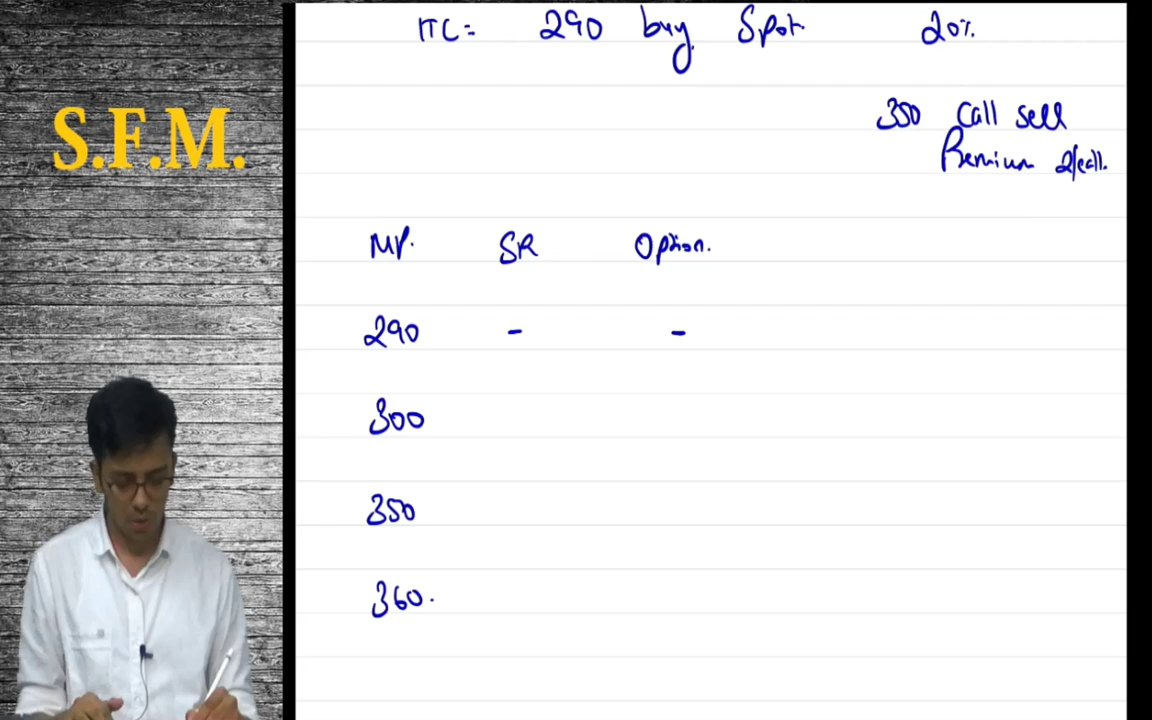 S.F.M.
ITC = 290 buy Spot. 20%.
350 Call sell
Premium 2/call.
MP. SR Option.
290 - -
300
350
360.